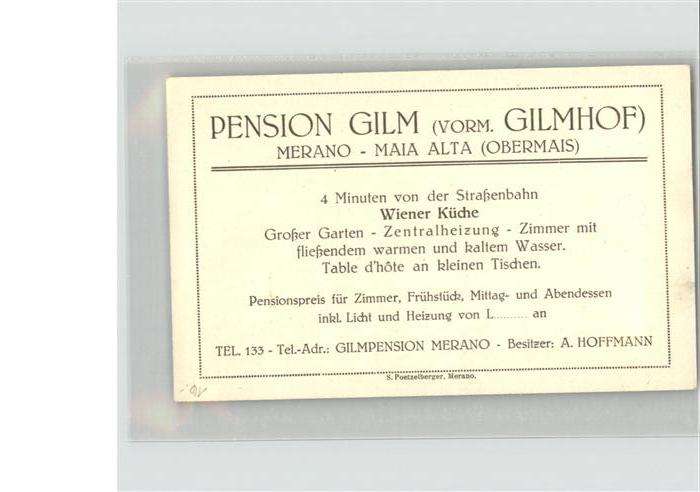 PENSION GILM (VORM. GILMHOF)
MERANO - MAIA ALTA (OBERMAIS)
4 Minuten von der Straßenbahn
Wiener Küche
Großer Garten - Zentralheizung - Zimmer mit
fließendem warmen und kaltem Wasser.
Table d'hôte an kleinen Tischen.
Pensionspreis für Zimmer, Frühstück, Mittag- und Abendessen
inkl. Licht und Heizung von L.......... an
TEL. 133 - Tel.-Adr.: GILMPENSION MERANO - Besitzer: A. HOFFMANN
S. Poetzelberger, Merano.